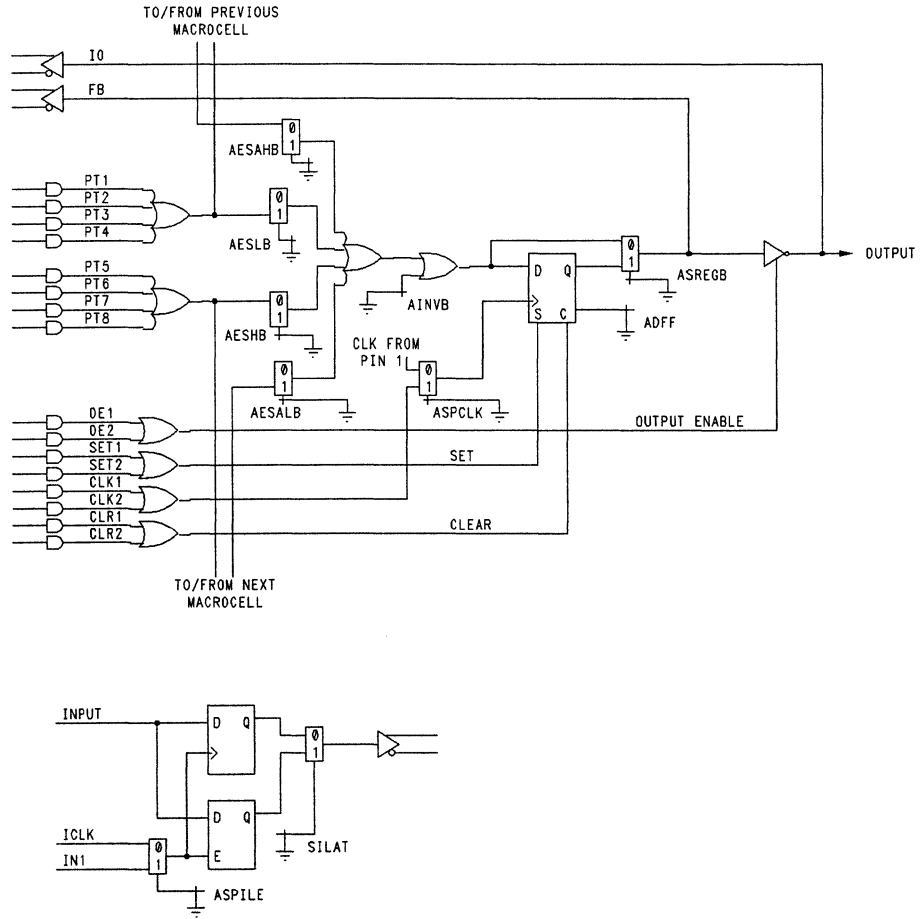 TO/FROM PREVIOUS
MACROCELL
IO
FB
AESAHB
0
1
PT1
PT2
PT3
PT4
AESLB
0
1
PT5
PT6
PT7
PT8
AESHB
0
1
AINVB
D Q
S C
0
1
ASREGB
OUTPUT
ADFF
CLK FROM
PIN 1
0
1
ASPCLK
AESALB
0
1
OE1
OE2
OUTPUT ENABLE
SET1
SET2
SET
CLK1
CLK2
CLR1
CLR2
CLEAR
TO/FROM NEXT
MACROCELL
INPUT
D Q
0
1
D Q
E
SILAT
ICLK
IN1
0
1
ASPILE